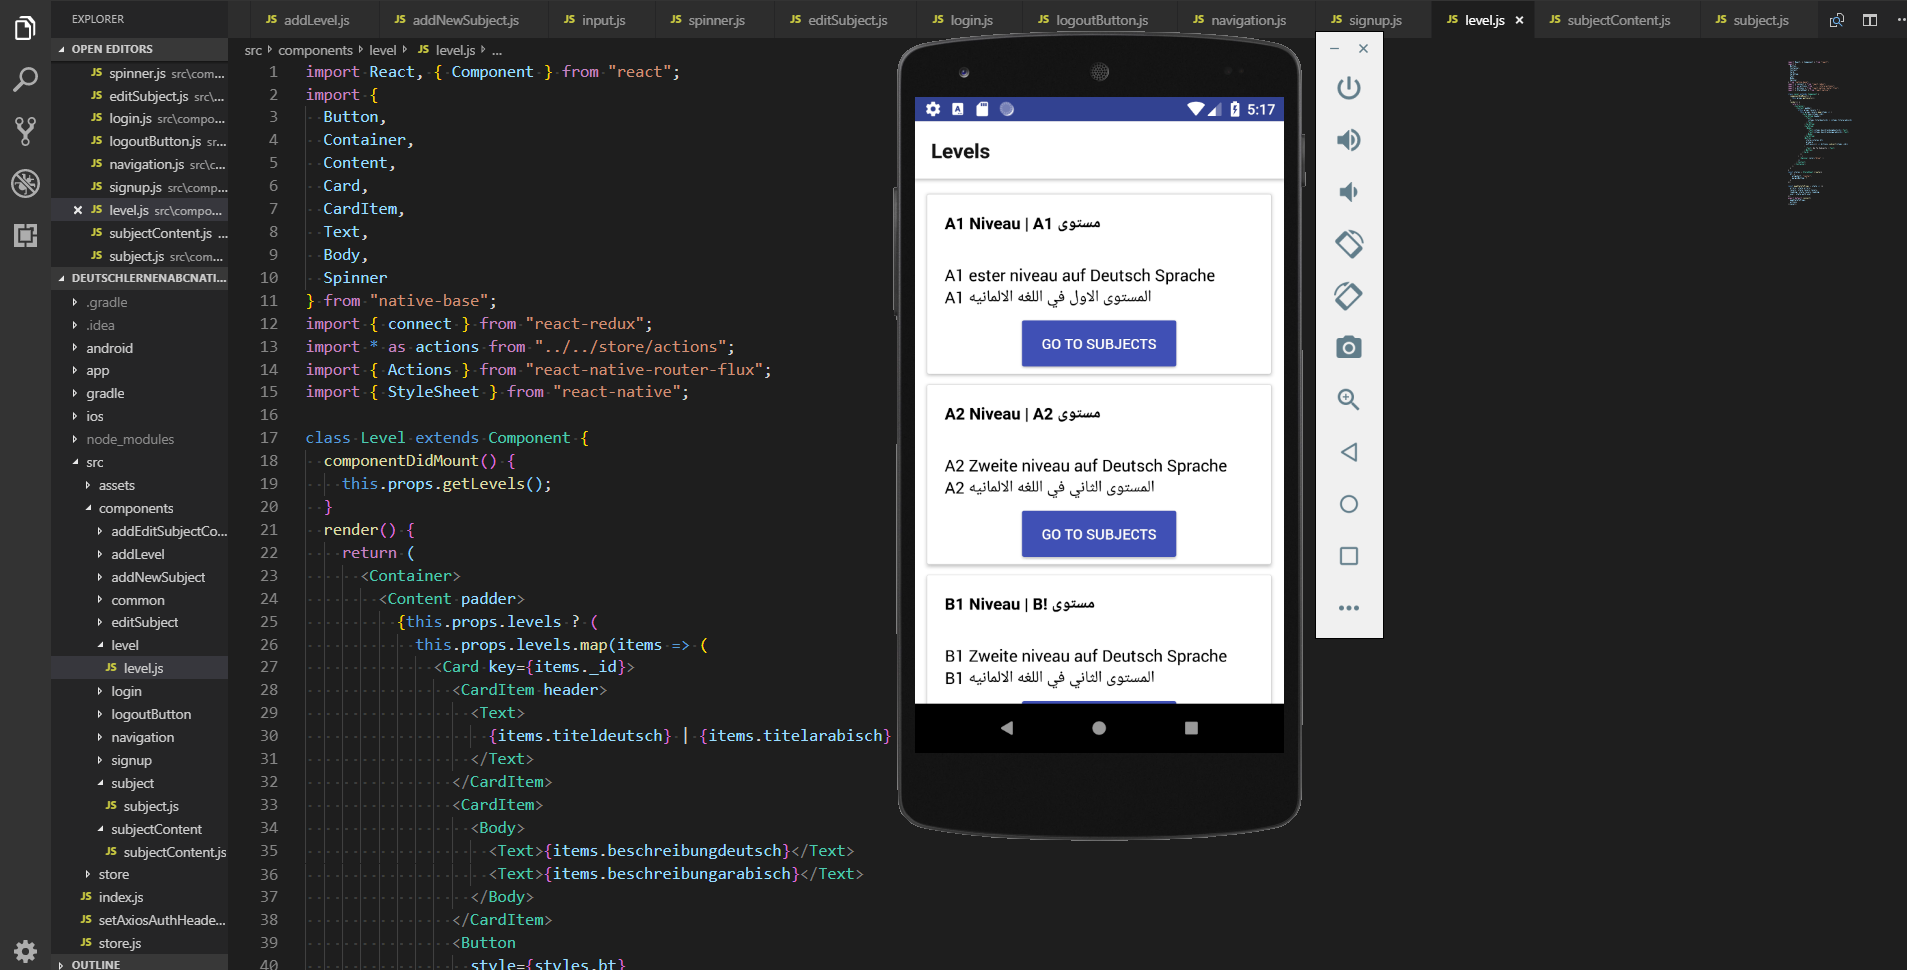 EXPLORER
OPEN EDITORS
JS spinner.js src\com...
JS editSubject.js src\...
JS login.js src\compo...
JS logoutButton.js sr...
JS navigation.js src\c...
JS signup.js src\comp...
JS level.js src\compo...
JS subjectContent.js ...
JS subject.js src\com...
DEUTSCHLERNENABCNATI...
.gradle
.idea
android
app
gradle
ios
node_modules
src
assets
components
addEditSubjectCo...
addLevel
addNewSubject
common
editSubject
level
JS level.js
login
logoutButton
navigation
signup
subject
JS subject.js
subjectContent
JS subjectContent.js
store
JS index.js
JS setAxiosAuthHeade...
JS store.js
OUTLINE
JS addLevel.js JS addNewSubject.js JS input.js JS spinner.js JS editSubject.js JS login.js JS logoutButton.js JS navigation.js JS signup.js JS level.js JS subjectContent.js JS subject.js
src components level JS level.js ...
1 import React, { Component } from "react";
2 import {
3 Button,
4 Container,
5 Content,
6 Card,
7 CardItem,
8 Text,
9 Body,
10 Spinner
11 } from "native-base";
12 import { connect } from "react-redux";
13 import * as actions from "../../store/actions";
14 import { Actions } from "react-native-router-flux";
15 import { StyleSheet } from "react-native";
16
17 class Level extends Component {
18 componentDidMount() {
19 this.props.getLevels();
20 }
21 render() {
22 return (
23 <Container>
24 <Content padder>
25 {this.props.levels ? (
26 this.props.levels.map(items => (
27 <Card key={items._id}>
28 <CardItem header>
29 <Text>
30 {items.titeldeutsch} | {items.titelarabisch}
31 </Text>
32 </CardItem>
33 <CardItem>
34 <Body>
35 <Text>{items.beschreibungdeutsch}</Text>
36 <Text>{items.beschreibungarabisch}</Text>
37 </Body>
38 </CardItem>
39 <Button
40 style={styles.bt}
5:17
Levels
A1 Niveau | A1 مستوى
A1 ester niveau auf Deutsch Sprache
A1 المستوى الاول في اللغه الالمانيه
GO TO SUBJECTS
A2 Niveau | A2 مستوى
A2 Zweite niveau auf Deutsch Sprache
A2 المستوى الثاني في اللغه الالمانيه
GO TO SUBJECTS
B1 Niveau | B! مستوى
B1 Zweite niveau auf Deutsch Sprache
B1 المستوى الثاني في اللغه الالمانيه